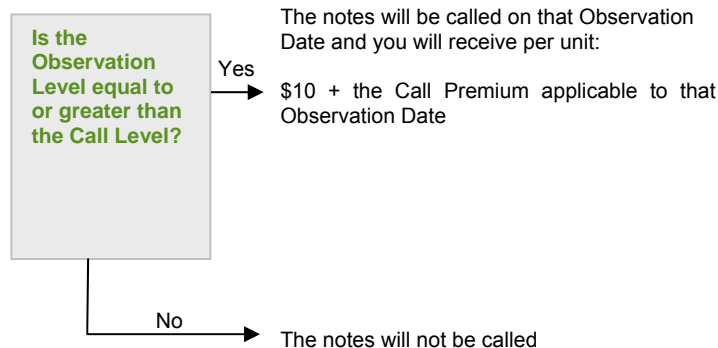 Is the
Observation
Level equal to
or greater than
the Call Level?
Yes
The notes will be called on that Observation
Date and you will receive per unit:
$10 + the Call Premium applicable to that
Observation Date
No
The notes will not be called